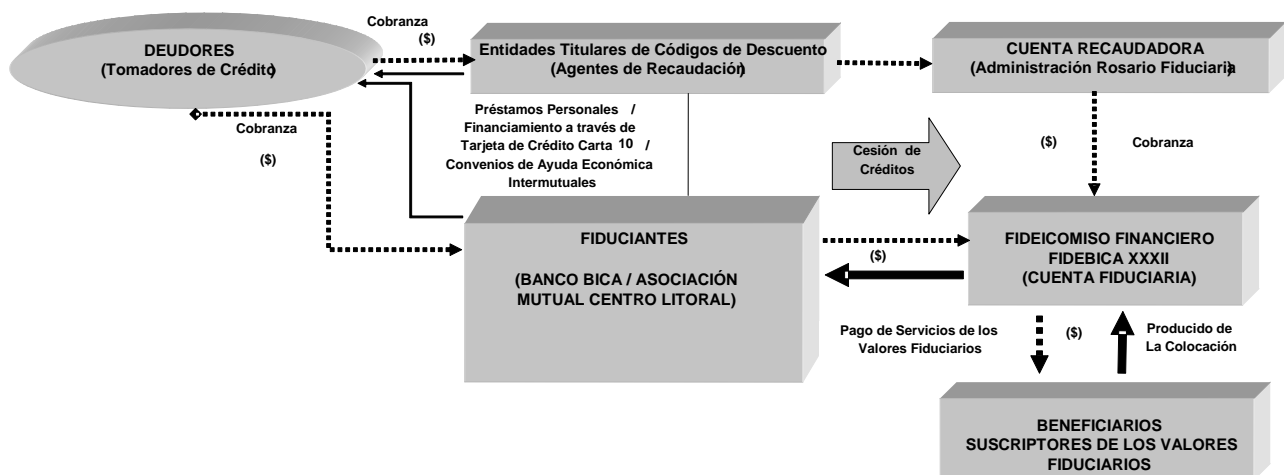 Cobranza
($)
DEUDORES
(Tomadores de Crédito)
Entidades Titulares de Códigos de Descuento
(Agentes de Recaudación)
CUENTA RECAUDADORA
(Administración Rosario Fiduciaria)
Cobranza
($)
Préstamos Personales /
Financiamiento a través de
Tarjeta de Crédito Carta 10 /
Convenios de Ayuda Económica
Intermutuales
Cesión de
Créditos
($)
Cobranza
FIDUCIANTES
(BANCO BICA / ASOCIACIÓN
MUTUAL CENTRO LITORAL)
($)
FIDEICOMISO FINANCIERO
FIDEBICA XXXII
(CUENTA FIDUCIARIA)
Pago de Servicios de los
Valores Fiduciarios
($)
Producido de
La Colocación
BENEFICIARIOS
SUSCRIPTORES DE LOS VALORES
FIDUCIARIOS